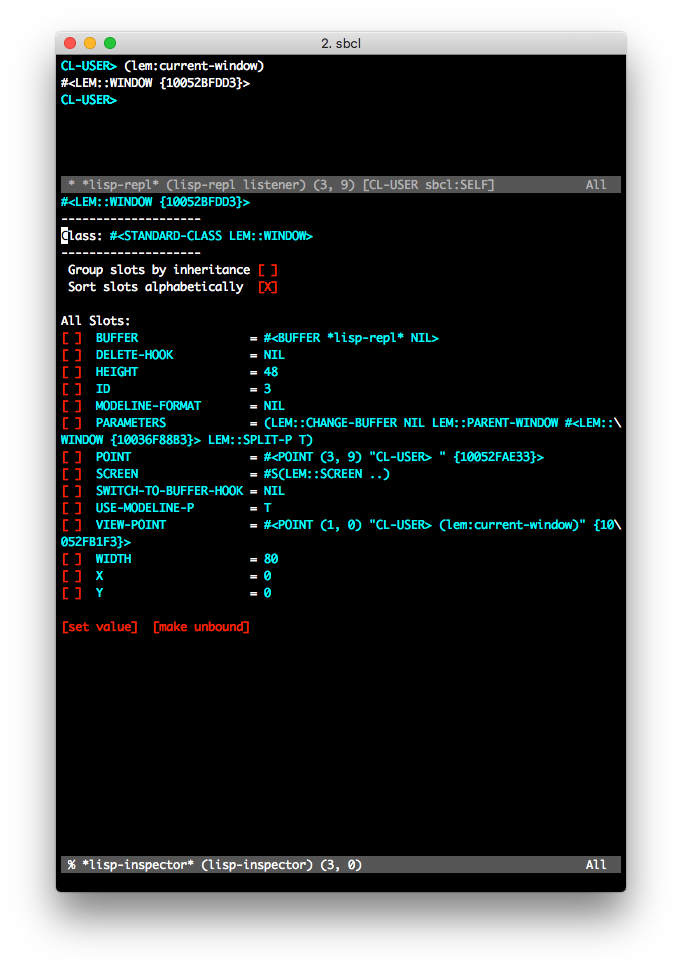 2. sbcl
CL-USER> (lem:current-window)
#<LEM::WINDOW {10052BFDD3}>
CL-USER>
* *lisp-repl* (lisp-repl listener) (3, 9) [CL-USER sbcl:SELF] All
#<LEM::WINDOW {10052BFDD3}>
--------------------
Class: #<STANDARD-CLASS LEM::WINDOW>
--------------------
Group slots by inheritance [ ]
Sort slots alphabetically [X]
All Slots:
[ ] BUFFER = #<BUFFER *lisp-repl* NIL>
[ ] DELETE-HOOK = NIL
[ ] HEIGHT = 48
[ ] ID = 3
[ ] MODELINE-FORMAT = NIL
[ ] PARAMETERS = (LEM::CHANGE-BUFFER NIL LEM::PARENT-WINDOW #<LEM::\
WINDOW {10036F88B3}> LEM::SPLIT-P T)
[ ] POINT = #<POINT (3, 9) "CL-USER> " {10052FAE33}>
[ ] SCREEN = #S(LEM::SCREEN ..)
[ ] SWITCH-TO-BUFFER-HOOK = NIL
[ ] USE-MODELINE-P = T
[ ] VIEW-POINT = #<POINT (1, 0) "CL-USER> (lem:current-window)" {10\
052FB1F3}>
[ ] WIDTH = 80
[ ] X = 0
[ ] Y = 0
[set value] [make unbound]
% *lisp-inspector* (lisp-inspector) (3, 0) All